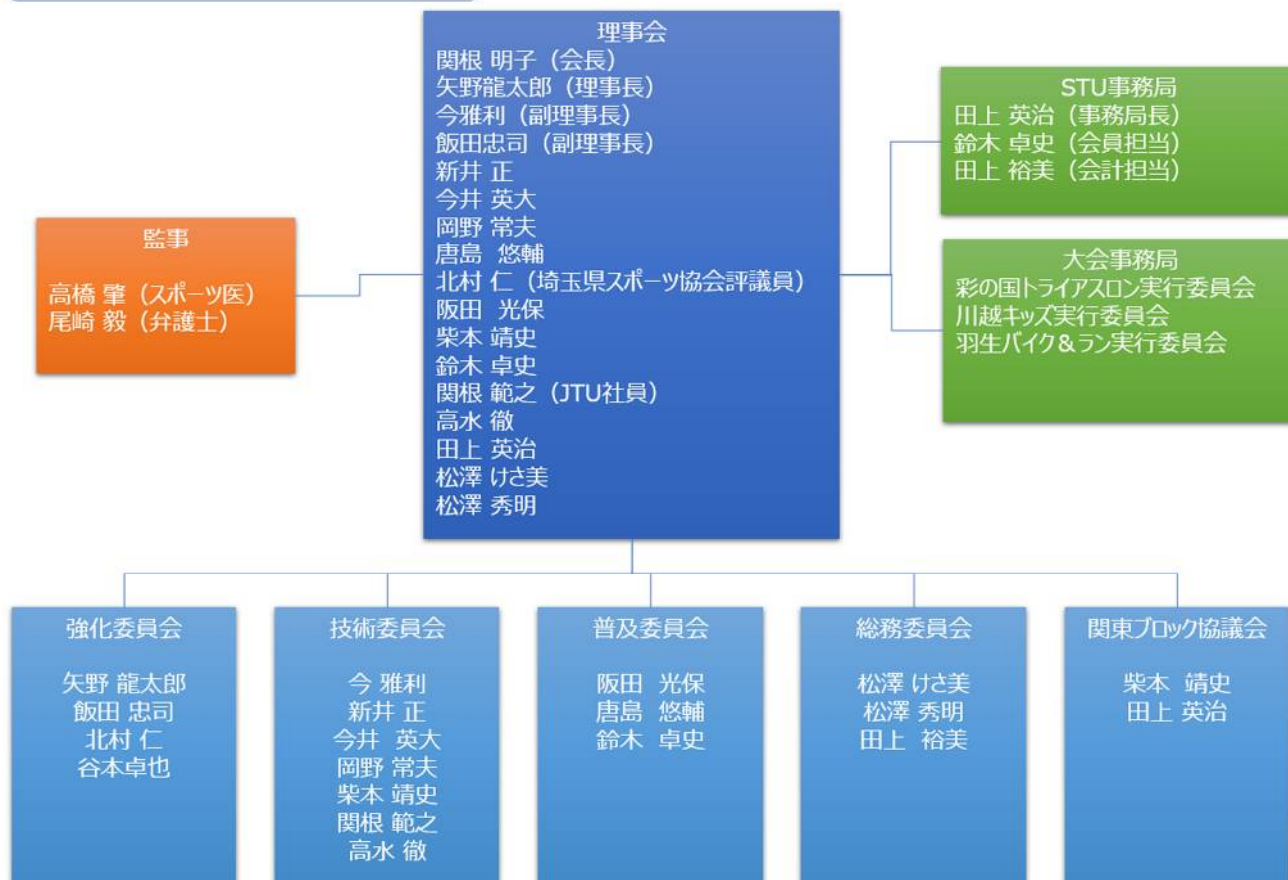 理事会
関根 明子（会長）
矢野龍太郎（理事長）
今雅利（副理事長）
飯田忠司（副理事長）
新井 正
今井 英大
岡野 常夫
唐島 悠輔
北村 仁（埼玉県スポーツ協会評議員）
阪田 光保
柴本 靖史
鈴木 卓史
関根 範之（JTU社員）
高水 徹
田上 英治
松澤 けさ美
松澤 秀明
監事
高橋 肇（スポーツ医）
尾崎 毅（弁護士）
STU事務局
田上 英治（事務局長）
鈴木 卓史（会員担当）
田上 裕美（会計担当）
大会事務局
彩の国トライアスロン実行委員会
川越キッズ実行委員会
羽生バイク＆ラン実行委員会
強化委員会
矢野 龍太郎
飯田 忠司
北村 仁
谷本卓也
技術委員会
今 雅利
新井 正
今井 英大
岡野 常夫
柴本 靖史
関根 範之
高水 徹
普及委員会
阪田 光保
唐島 悠輔
鈴木 卓史
総務委員会
松澤 けさ美
松澤 秀明
田上 裕美
関東ブロック協議会
柴本 靖史
田上 英治